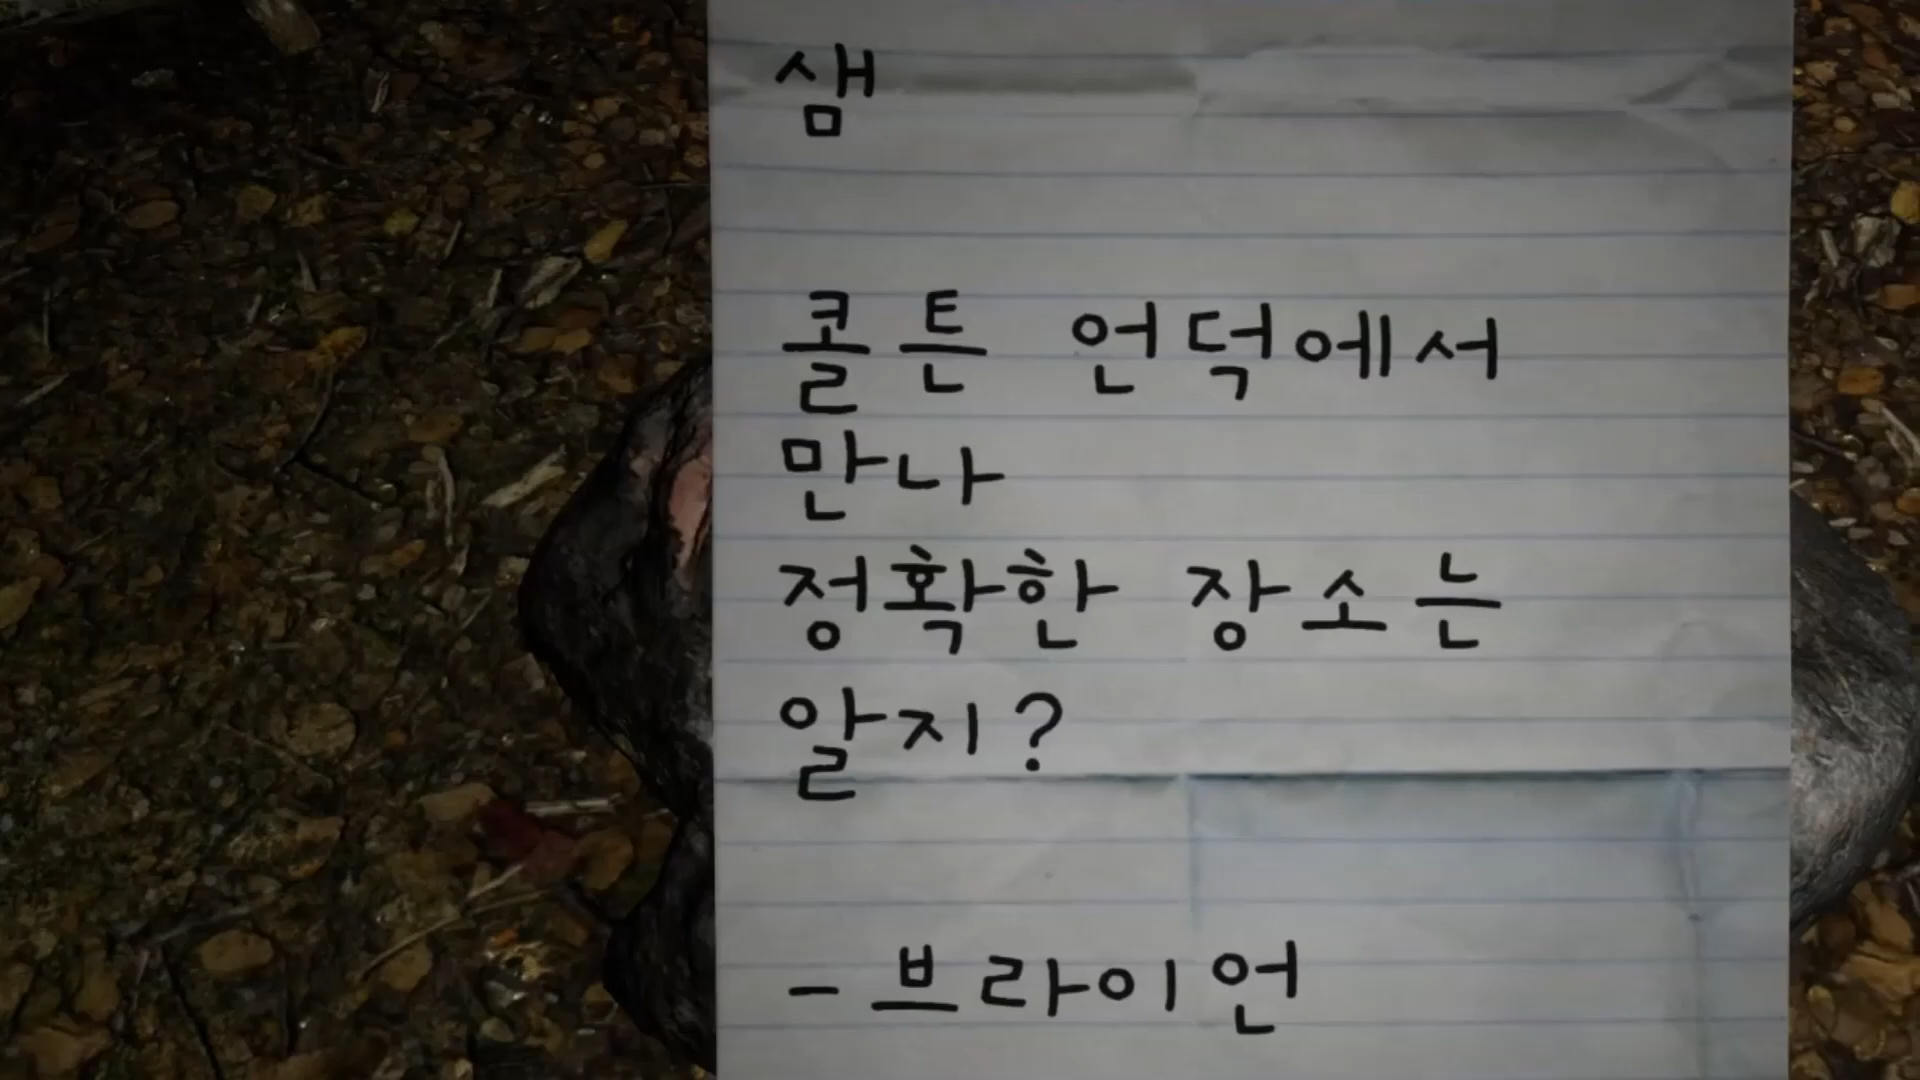 샘
콜튼 언덕에서
만나
정확한 장소는
알지?
- 브라이언